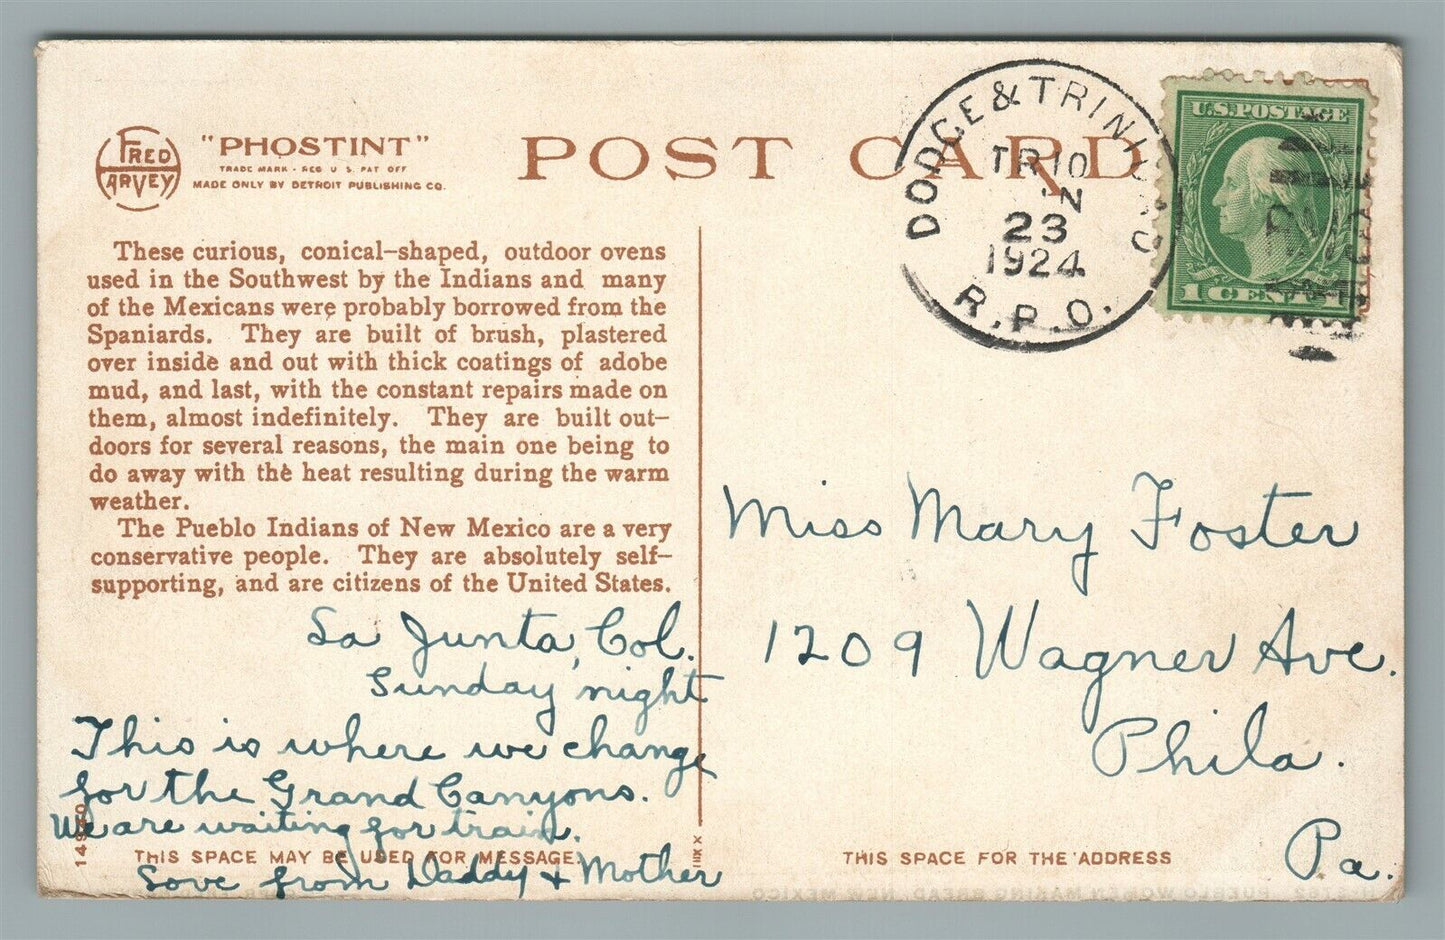 FRED HARVEY
"PHOSTINT"
TRADE MARK - REG U S PAT OFF
MADE ONLY BY DETROIT PUBLISHING CO.
POST CARD
DODGE & TRINIDAD
TR 10
23
1924
R.P.O.
U.S. POSTAGE
1 CENT 1
These curious, conical-shaped, outdoor ovens
used in the Southwest by the Indians and many
of the Mexicans were probably borrowed from the
Spaniards. They are built of brush, plastered
over inside and out with thick coatings of adobe
mud, and last, with the constant repairs made on
them, almost indefinitely. They are built out-
doors for several reasons, the main one being to
do away with the heat resulting during the warm
weather.
The Pueblo Indians of New Mexico are a very
conservative people. They are absolutely self-
supporting, and are citizens of the United States.
La Junta, Col.
Sunday night
This is where we change
for the Grand Canyons.
We are waiting for train.
Love from Daddy + Mother
THIS SPACE MAY BE USED FOR MESSAGE
Miss Mary Foster
1209 Wagner Ave.
Phila.
Pa.
THIS SPACE FOR THE ADDRESS